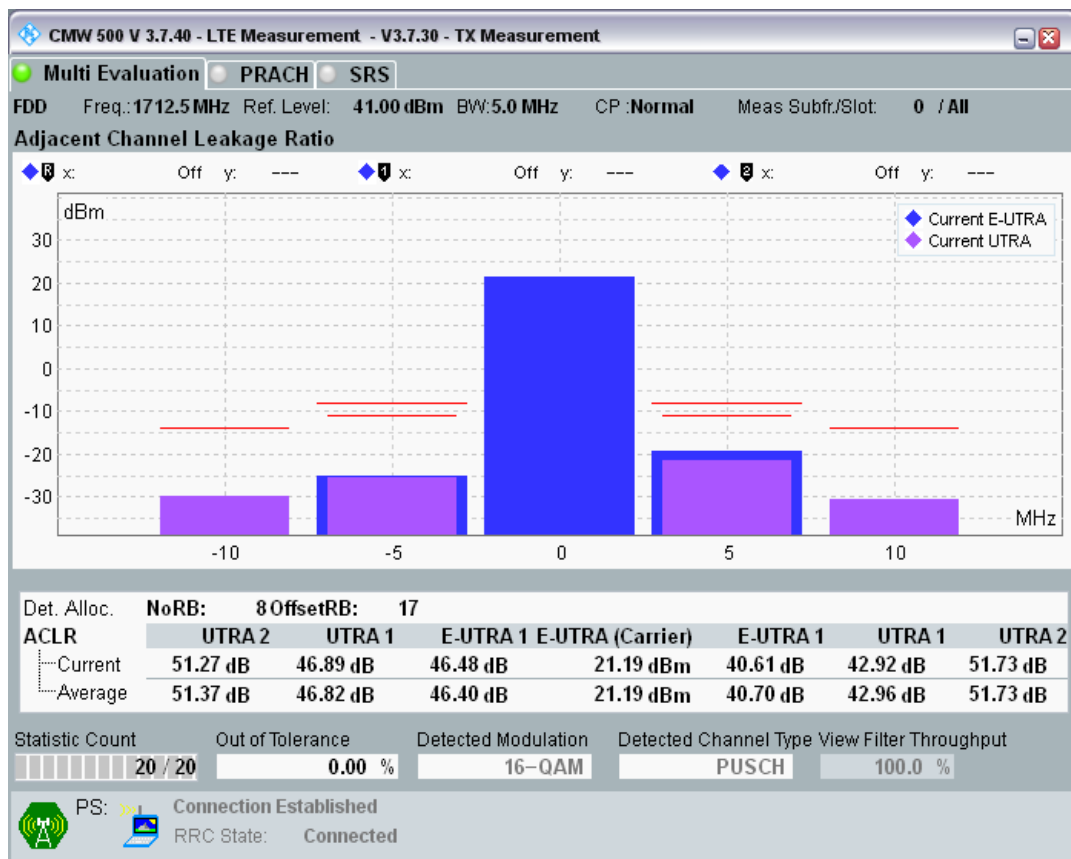 CMW 500 V 3.7.40 - LTE Measurement - V3.7.30 - TX Measurement
Multi Evaluation PRACH SRS
FDD Freq.: 1712.5 MHz Ref. Level: 41.00 dBm BW: 5.0 MHz CP : Normal Meas Subfr./Slot: 0 / All
Adjacent Channel Leakage Ratio
R x: Off y: --- 1 x: Off y: --- 2 x: Off y: ---
dBm
Current E-UTRA
Current UTRA
30
20
10
0
-10
-20
-30
MHz
-10 -5 0 5 10
Det. Alloc. NoRB: 8 OffsetRB: 17
ACLR UTRA 2 UTRA 1 E-UTRA 1 E-UTRA (Carrier) E-UTRA 1 UTRA 1 UTRA 2
Current 51.27 dB 46.89 dB 46.48 dB 21.19 dBm 40.61 dB 42.92 dB 51.73 dB
Average 51.37 dB 46.82 dB 46.40 dB 21.19 dBm 40.70 dB 42.96 dB 51.73 dB
Statistic Count Out of Tolerance Detected Modulation Detected Channel Type View Filter Throughput
20 / 20 0.00 % 16-QAM PUSCH 100.0 %
PS: Connection Established
RRC State: Connected